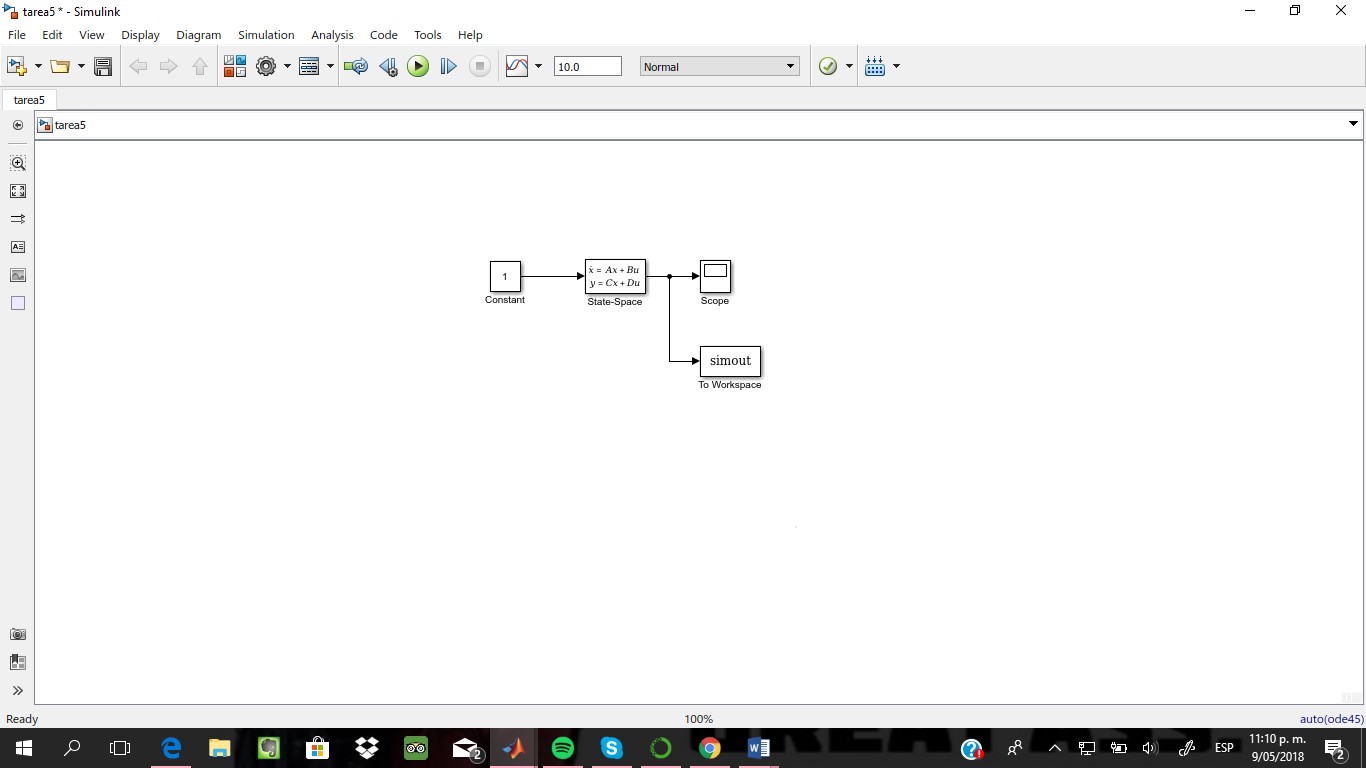 tarea5 * - Simulink
File Edit View Display Diagram Simulation Analysis Code Tools Help
10.0 Normal
tarea5
tarea5
1
Constant
ẋ = Ax + Bu
y = Cx + Du
State-Space
Scope
simout
To Workspace
Ready 100% auto(ode45)
2 ESP 11:10 p. m.
9/05/2018 2